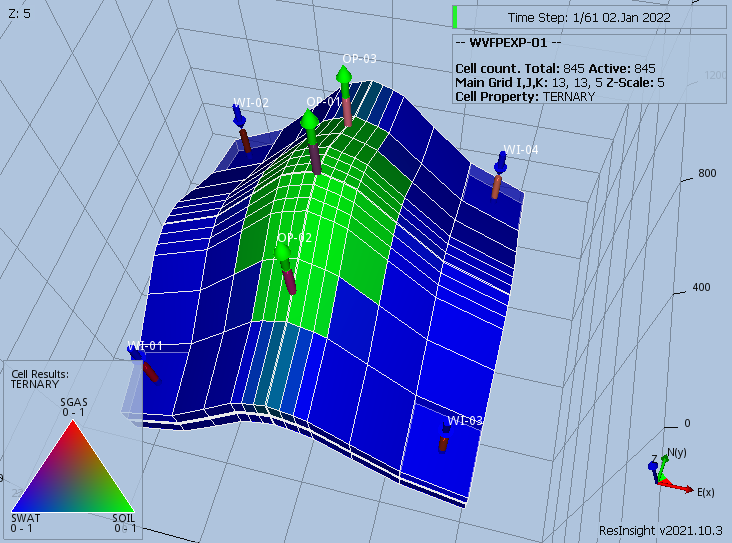 Z: 5
Time Step: 1/61 02.Jan 2022
-- WVFPEXP-01 --
Cell count. Total: 845 Active: 845
Main Grid I,J,K: 13, 13, 5 Z-Scale: 5
Cell Property: TERNARY
1200
OP-03
WI-02
OP-01
WI-04
800
OP-02
400
WI-01
Cell Results:
TERNARY
SGAS
0 - 1
WI-03
0
N(y)
Z
E(x)
SWAT
0 - 1
SOIL
0 - 1
ResInsight v2021.10.3